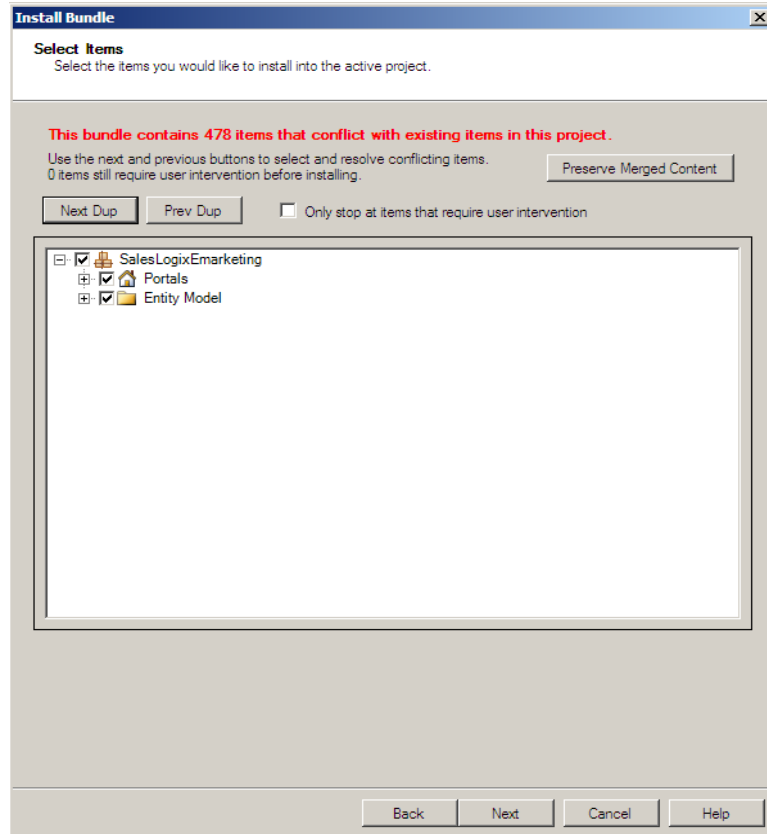 Install Bundle
Select Items
Select the items you would like to install into the active project.
This bundle contains 478 items that conflict with existing items in this project.
Use the next and previous buttons to select and resolve conflicting items.
0 items still require user intervention before installing.
Preserve Merged Content
Next Dup Prev Dup Only stop at items that require user intervention
SalesLogixEmarketing
Portals
Entity Model
Back Next Cancel Help